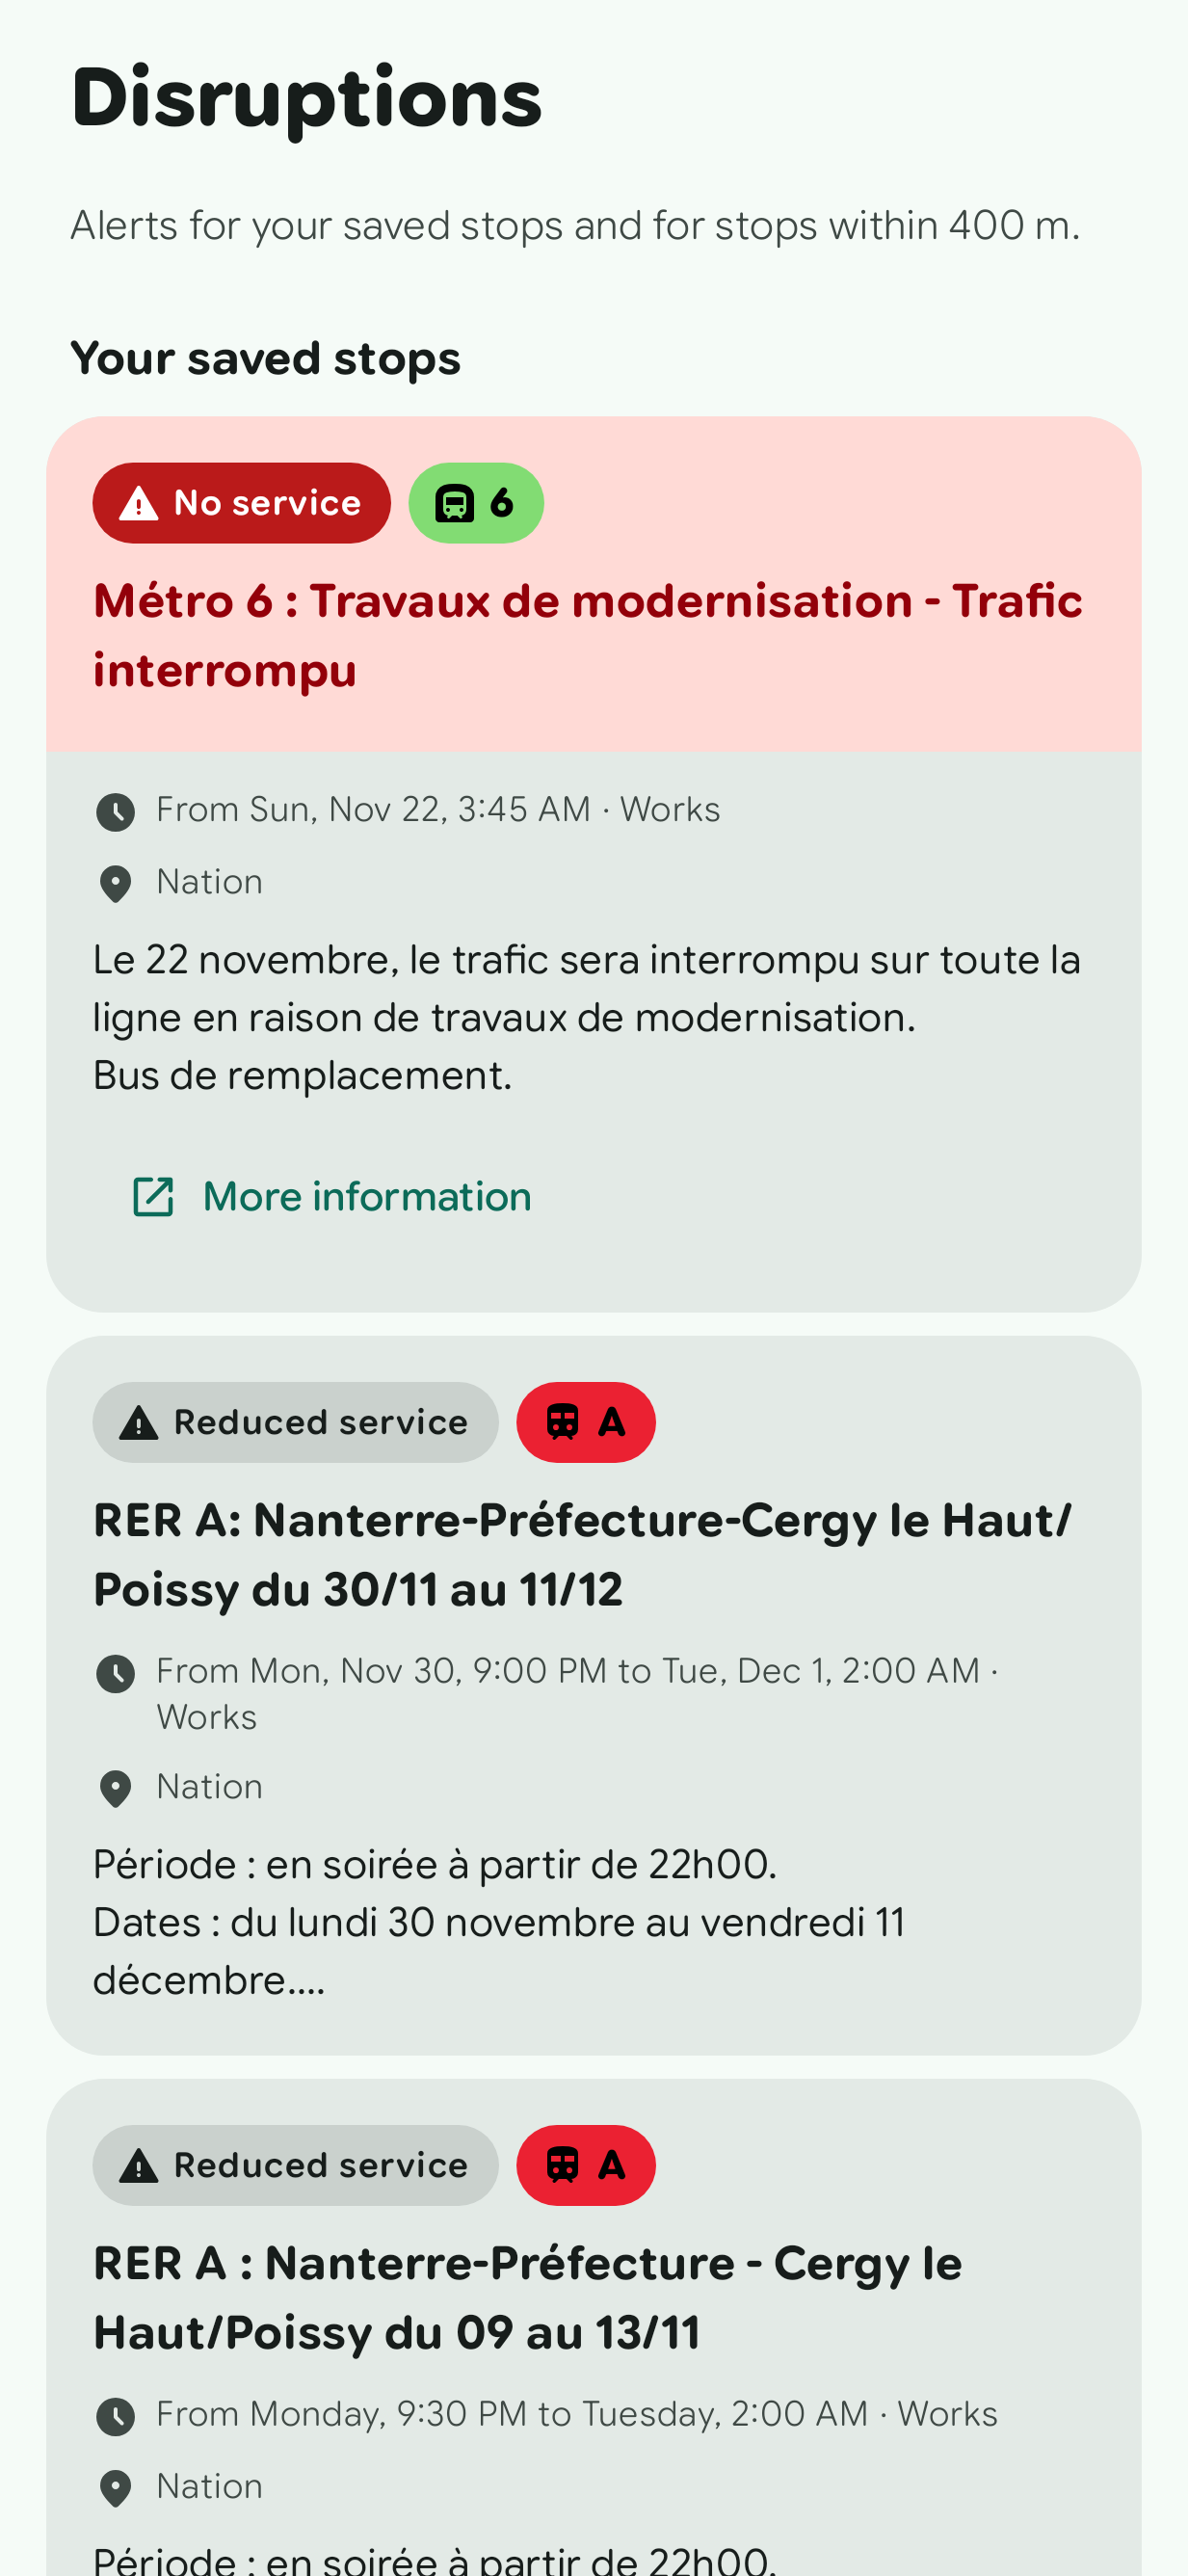 Disruptions
Alerts for your saved stops and for stops within 400 m.
Your saved stops
No service
6
Métro 6 : Travaux de modernisation - Trafic
interrompu
From Sun, Nov 22, 3:45 AM · Works
Nation
Le 22 novembre, le trafic sera interrompu sur toute la
ligne en raison de travaux de modernisation.
Bus de remplacement.
More information
Reduced service
A
RER A: Nanterre-Préfecture-Cergy le Haut/
Poissy du 30/11 au 11/12
From Mon, Nov 30, 9:00 PM to Tue, Dec 1, 2:00 AM ·
Works
Nation
Période : en soirée à partir de 22h00.
Dates : du lundi 30 novembre au vendredi 11
décembre....
Reduced service
A
RER A : Nanterre-Préfecture - Cergy le
Haut/Poissy du 09 au 13/11
From Monday, 9:30 PM to Tuesday, 2:00 AM · Works
Nation
Période : en soirée à partir de 22h00.